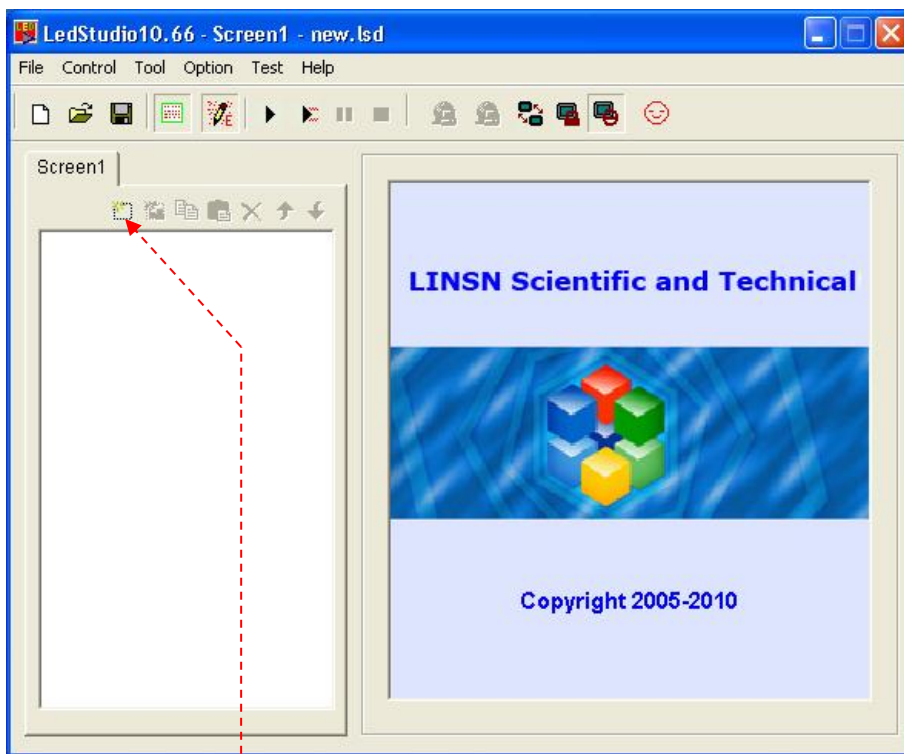 LedStudio10.66 - Screen1 - new.lsd
File Control Tool Option Test Help
Screen1
LINSN Scientific and Technical
Copyright 2005-2010